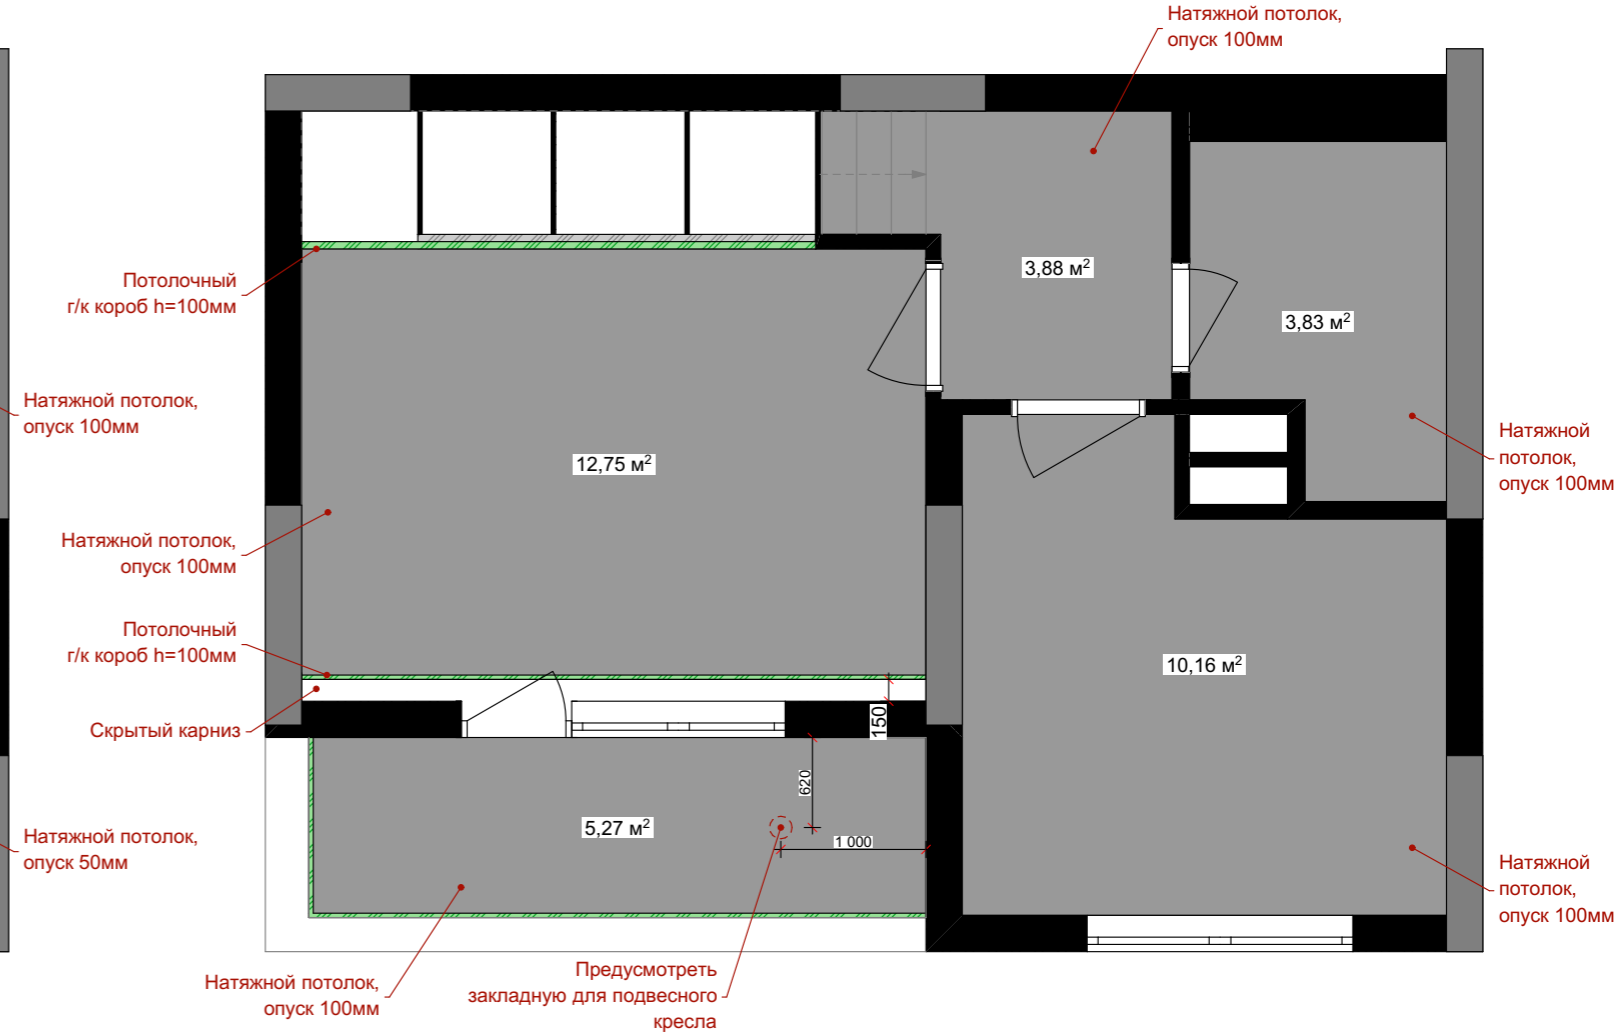 Натяжной потолок,
опуск 100мм
Потолочный
г/к короб h=100мм
3,88 м²
3,83 м²
Натяжной потолок,
опуск 100мм
Натяжной
потолок,
опуск 100мм
12,75 м²
Натяжной потолок,
опуск 100мм
Потолочный
г/к короб h=100мм
10,16 м²
Скрытый карниз
150
620
5,27 м²
1 000
Натяжной потолок,
опуск 50мм
Натяжной
потолок,
опуск 100мм
Натяжной потолок,
опуск 100мм
Предусмотреть
закладную для подвесного
кресла